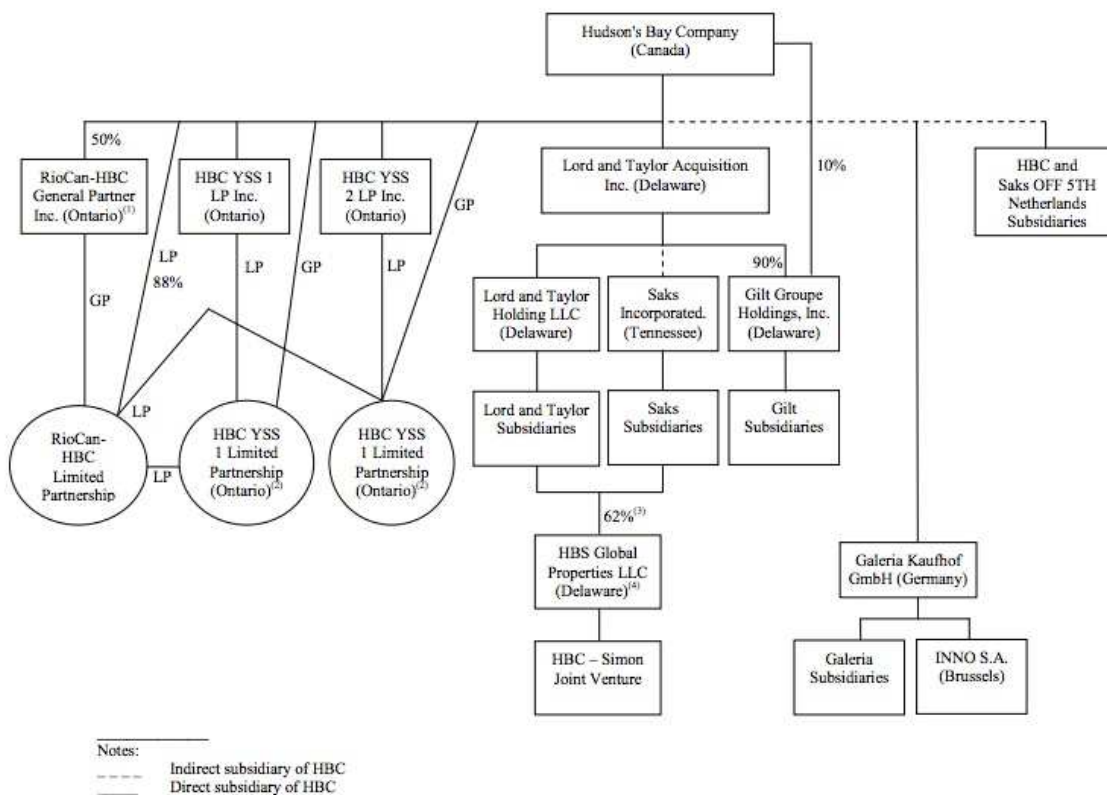 Hudson's Bay Company
(Canada)
50%
10%
RioCan-HBC
General Partner
Inc. (Ontario)(1)
HBC YSS 1
LP Inc.
(Ontario)
HBC YSS
2 LP Inc.
(Ontario)
GP
Lord and Taylor Acquisition
Inc. (Delaware)
HBC and
Saks OFF 5TH
Netherlands
Subsidiaries
GP
LP
88%
LP
GP
LP
90%
Lord and Taylor
Holding LLC
(Delaware)
Saks
Incorporated.
(Tennessee)
Gilt Groupe
Holdings, Inc.
(Delaware)
LP
LP
RioCan-
HBC
Limited
Partnership
HBC YSS
1 Limited
Partnership
(Ontario)(2)
HBC YSS
1 Limited
Partnership
(Ontario)(2)
Lord and Taylor
Subsidiaries
Saks
Subsidiaries
Gilt
Subsidiaries
62%(3)
HBS Global
Properties LLC
(Delaware)(4)
Galeria Kaufhof
GmbH (Germany)
HBC – Simon
Joint Venture
Galeria
Subsidiaries
INNO S.A.
(Brussels)
Notes:
Indirect subsidiary of HBC
Direct subsidiary of HBC